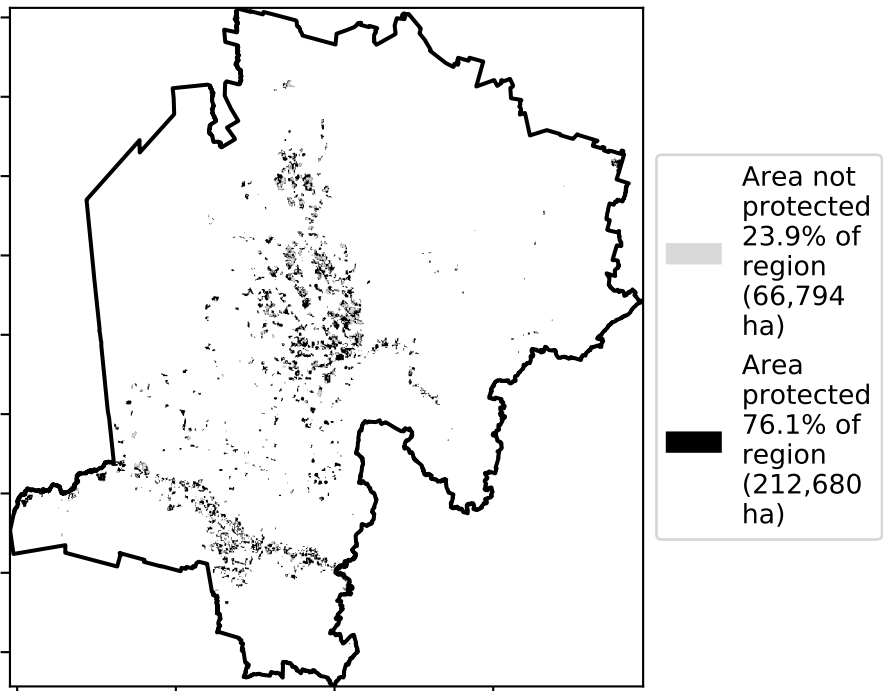 Area not
protected
23.9% of
region
(66,794
ha)
Area
protected
76.1% of
region
(212,680
ha)